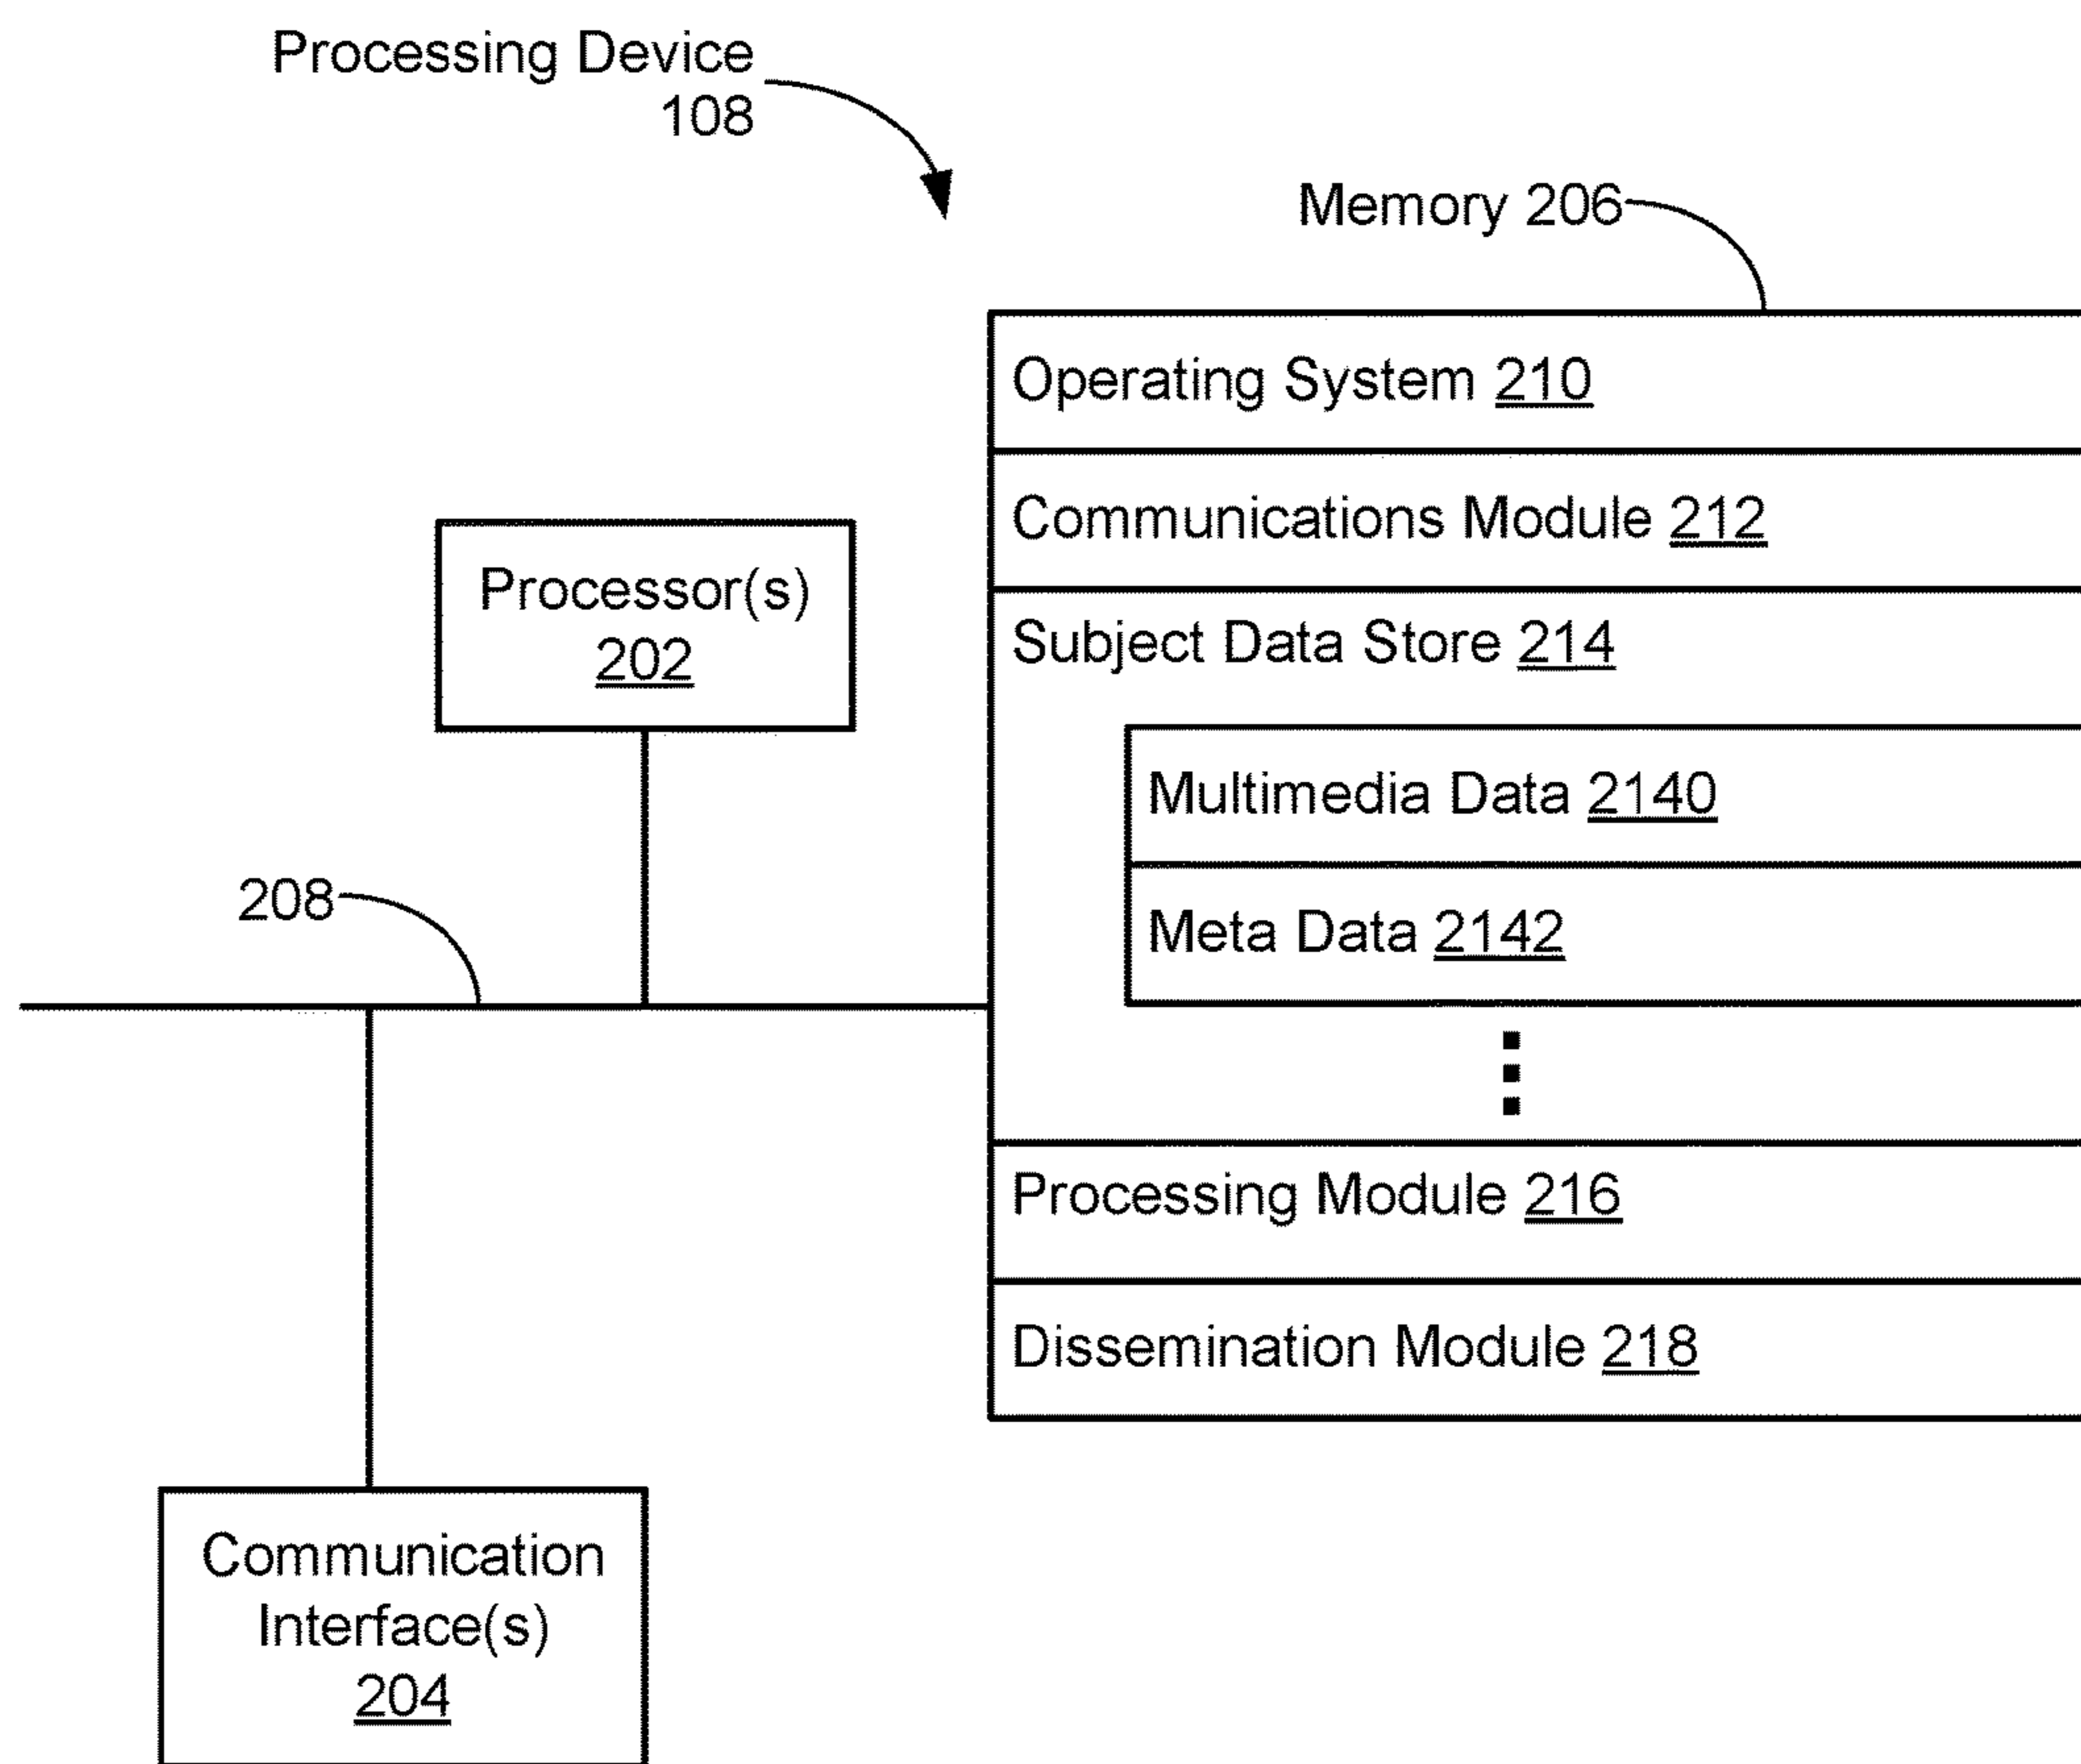 Processing Device
108
Memory 206
Operating System 210
Communications Module 212
Processor(s)
202
Subject Data Store 214
Multimedia Data 2140
Meta Data 2142
208
Processing Module 216
Dissemination Module 218
Communication
Interface(s)
204